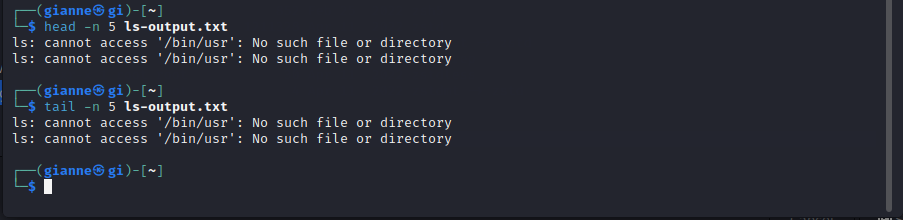 ┌──(gianne㉿gi)-[~]
└─$ head -n 5 ls-output.txt
ls: cannot access '/bin/usr': No such file or directory
ls: cannot access '/bin/usr': No such file or directory
┌──(gianne㉿gi)-[~]
└─$ tail -n 5 ls-output.txt
ls: cannot access '/bin/usr': No such file or directory
ls: cannot access '/bin/usr': No such file or directory
┌──(gianne㉿gi)-[~]
└─$